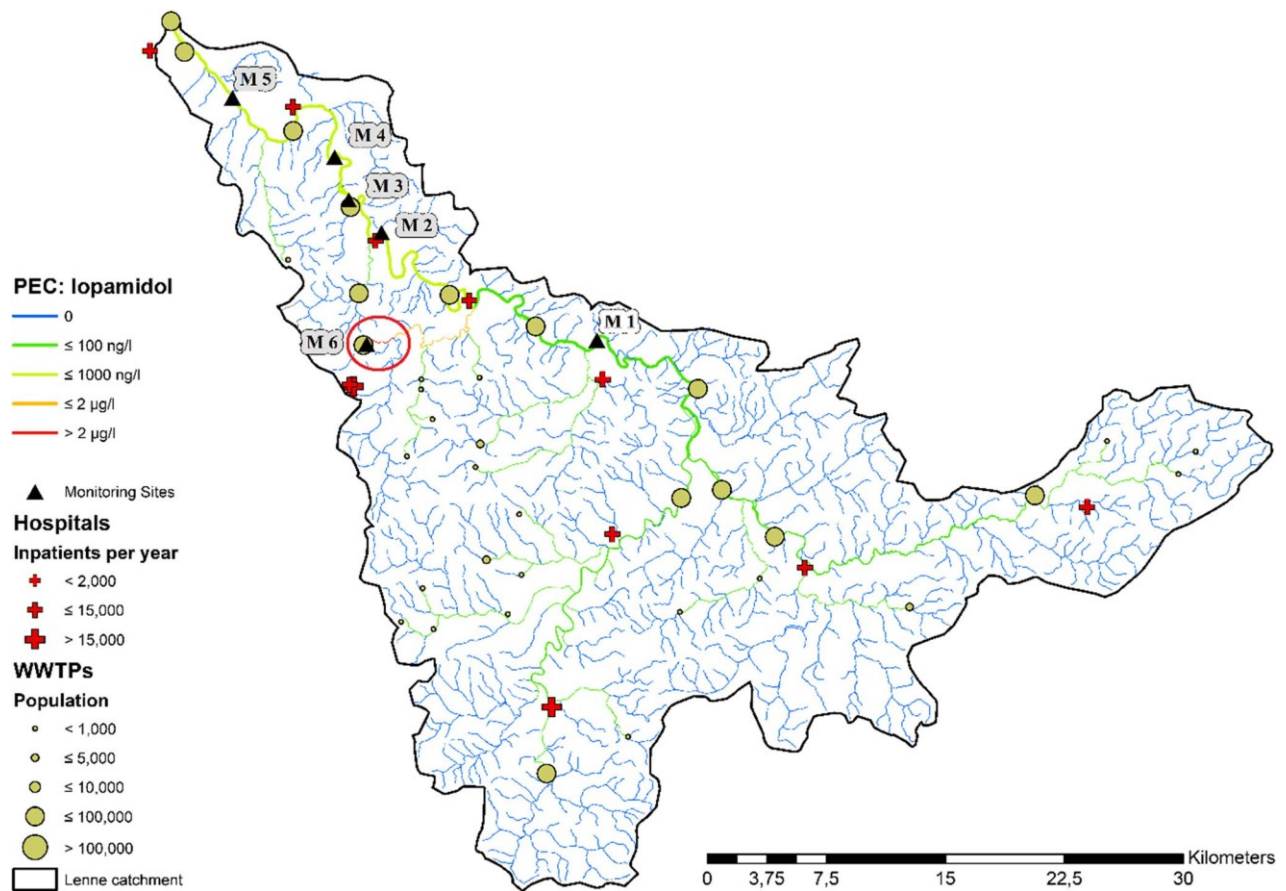 M 5
M 4
M 3
M 2
M 1
M 6
PEC: Iopamidol
0
≤ 100 ng/l
≤ 1000 ng/l
≤ 2 µg/l
> 2 µg/l
Monitoring Sites
Hospitals
Inpatients per year
< 2,000
≤ 15,000
> 15,000
WWTPs
Population
< 1,000
≤ 5,000
≤ 10,000
≤ 100,000
> 100,000
Lenne catchment
Kilometers
0 3,75 7,5 15 22,5 30